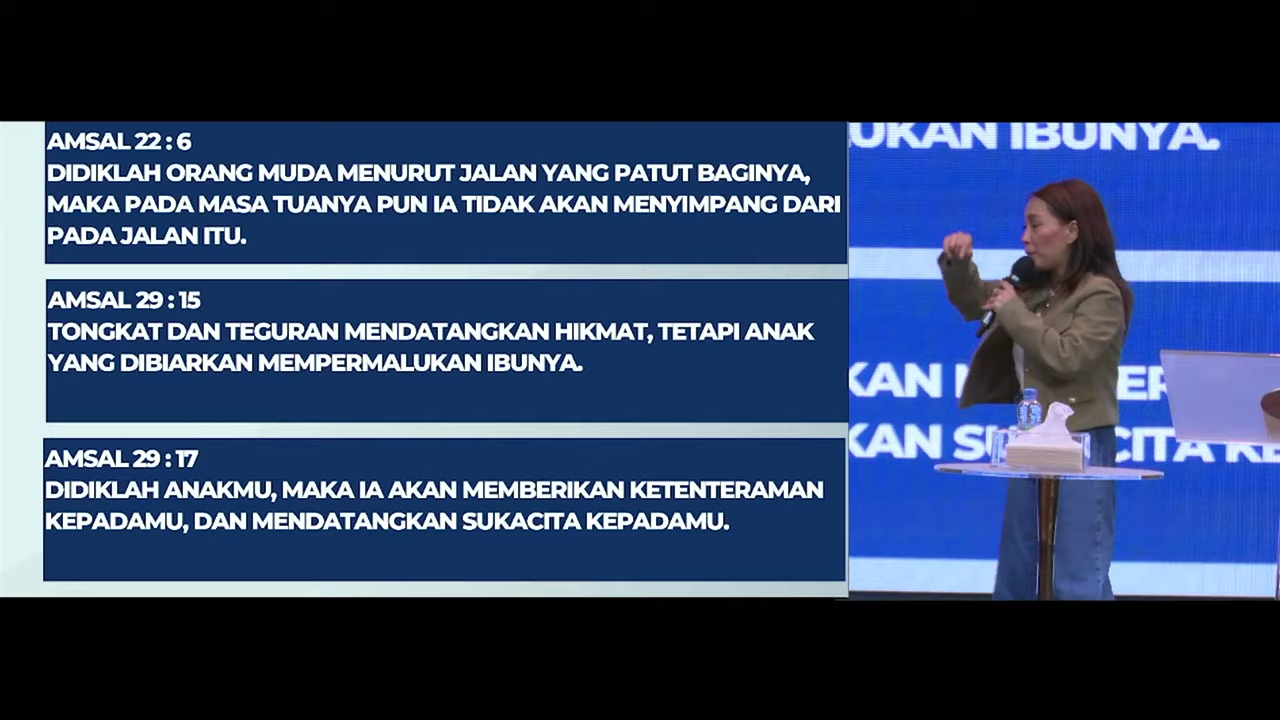 AMSAL 22 : 6
DIDIKLAH ORANG MUDA MENURUT JALAN YANG PATUT BAGINYA,
MAKA PADA MASA TUANYA PUN IA TIDAK AKAN MENYIMPANG DARI
PADA JALAN ITU.
AMSAL 29 : 15
TONGKAT DAN TEGURAN MENDATANGKAN HIKMAT, TETAPI ANAK
YANG DIBIARKAN MEMPERMALUKAN IBUNYA.
AMSAL 29 : 17
DIDIKLAH ANAKMU, MAKA IA AKAN MEMBERIKAN KETENTERAMAN
KEPADAMU, DAN MENDATANGKAN SUKACITA KEPADAMU.
UKAN IBUNYA.
KAN